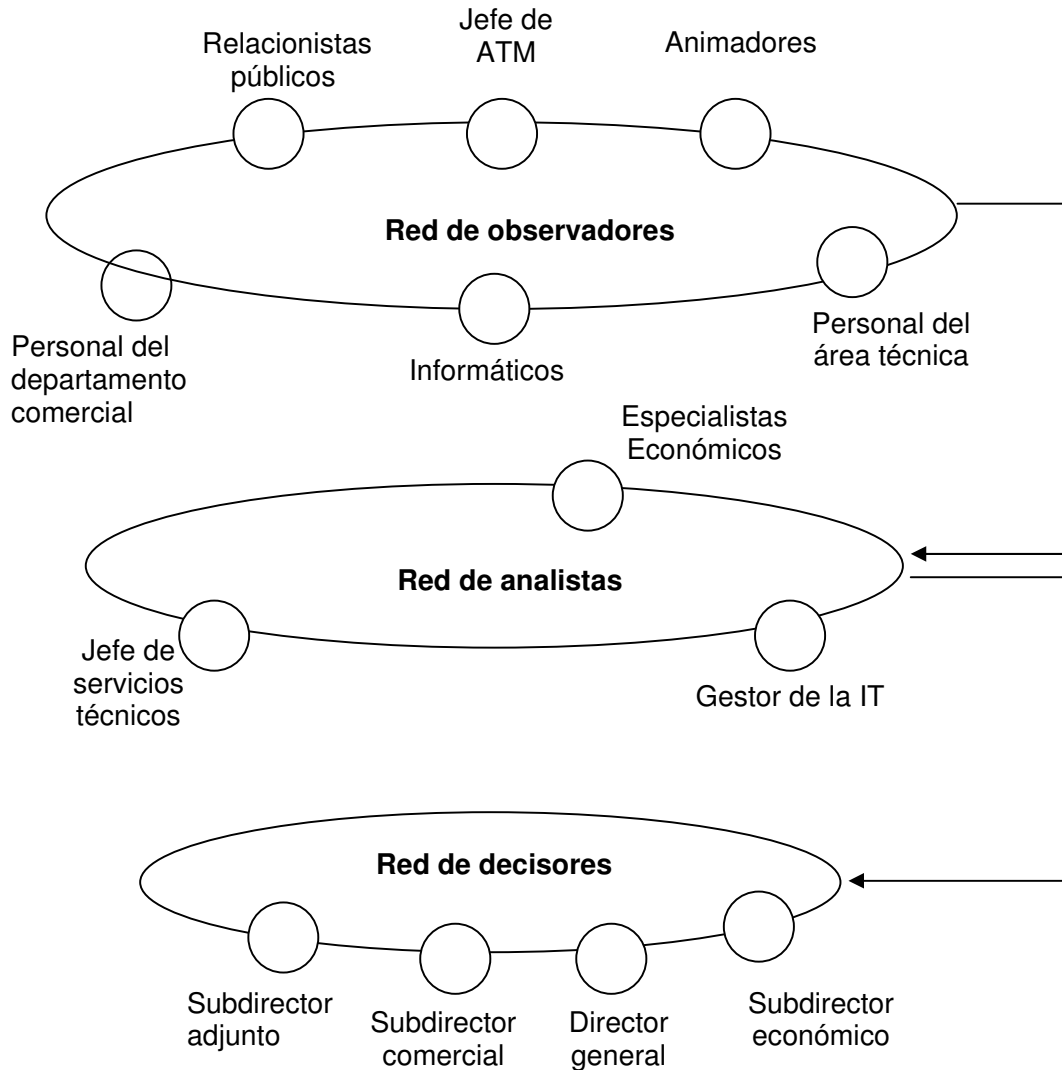 Relacionistas
públicos
Jefe de
ATM
Animadores
Red de observadores
Personal del
departamento
comercial
Informáticos
Personal del
área técnica
Especialistas
Económicos
Red de analistas
Jefe de
servicios
técnicos
Gestor de la IT
Red de decisores
Subdirector
adjunto
Subdirector
comercial
Director
general
Subdirector
económico